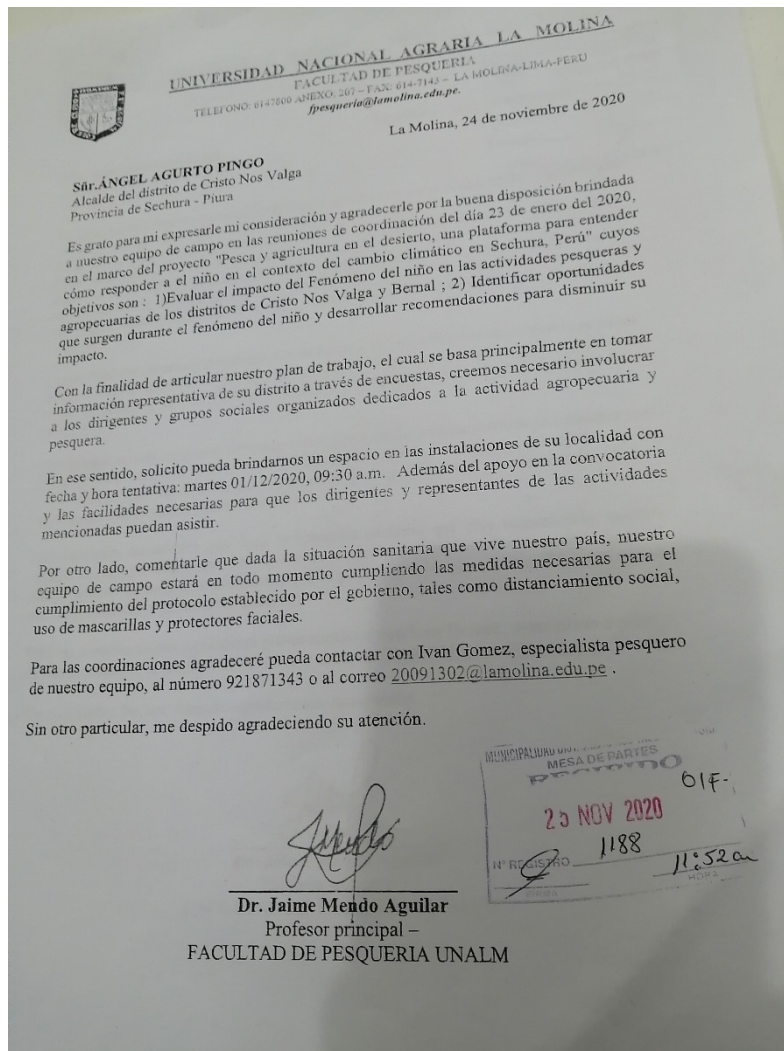 UNIVERSIDAD NACIONAL AGRARIA LA MOLINA
FACULTAD DE PESQUERIA
TELEFONO: 6147800 ANEXO: 207 – FAX: 614-7143 – LA MOLINA-LIMA-PERU
fpesqueria@lamolina.edu.pe.
La Molina, 24 de noviembre de 2020
Sñr.ÁNGEL AGURTO PINGO
Alcalde del distrito de Cristo Nos Valga
Provincia de Sechura - Piura
Es grato para mi expresarle mi consideración y agradecerle por la buena disposición brindada
a nuestro equipo de campo en las reuniones de coordinación del día 23 de enero del 2020,
en el marco del proyecto "Pesca y agricultura en el desierto, una plataforma para entender
cómo responder a el niño en el contexto del cambio climático en Sechura, Perú" cuyos
objetivos son : 1)Evaluar el impacto del Fenómeno del niño en las actividades pesqueras y
agropecuarias de los distritos de Cristo Nos Valga y Bernal ; 2) Identificar oportunidades
que surgen durante el fenómeno del niño y desarrollar recomendaciones para disminuir su
impacto.
Con la finalidad de articular nuestro plan de trabajo, el cual se basa principalmente en tomar
información representativa de su distrito a través de encuestas, creemos necesario involucrar
a los dirigentes y grupos sociales organizados dedicados a la actividad agropecuaria y
pesquera.
En ese sentido, solicito pueda brindarnos un espacio en las instalaciones de su localidad con
fecha y hora tentativa: martes 01/12/2020, 09:30 a.m. Además del apoyo en la convocatoria
y las facilidades necesarias para que los dirigentes y representantes de las actividades
mencionadas puedan asistir.
Por otro lado, comentarle que dada la situación sanitaria que vive nuestro país, nuestro
equipo de campo estará en todo momento cumpliendo las medidas necesarias para el
cumplimiento del protocolo establecido por el gobierno, tales como distanciamiento social,
uso de mascarillas y protectores faciales.
Para las coordinaciones agradeceré pueda contactar con Ivan Gomez, especialista pesquero
de nuestro equipo, al número 921871343 o al correo 20091302@lamolina.edu.pe .
Sin otro particular, me despido agradeciendo su atención.
MUNICIPALIDAD
MESA DE PARTES
01F-
25 NOV 2020
N° REGISTRO 1188
11:52 a
HORA
Dr. Jaime Mendo Aguilar
Profesor principal –
FACULTAD DE PESQUERIA UNALM